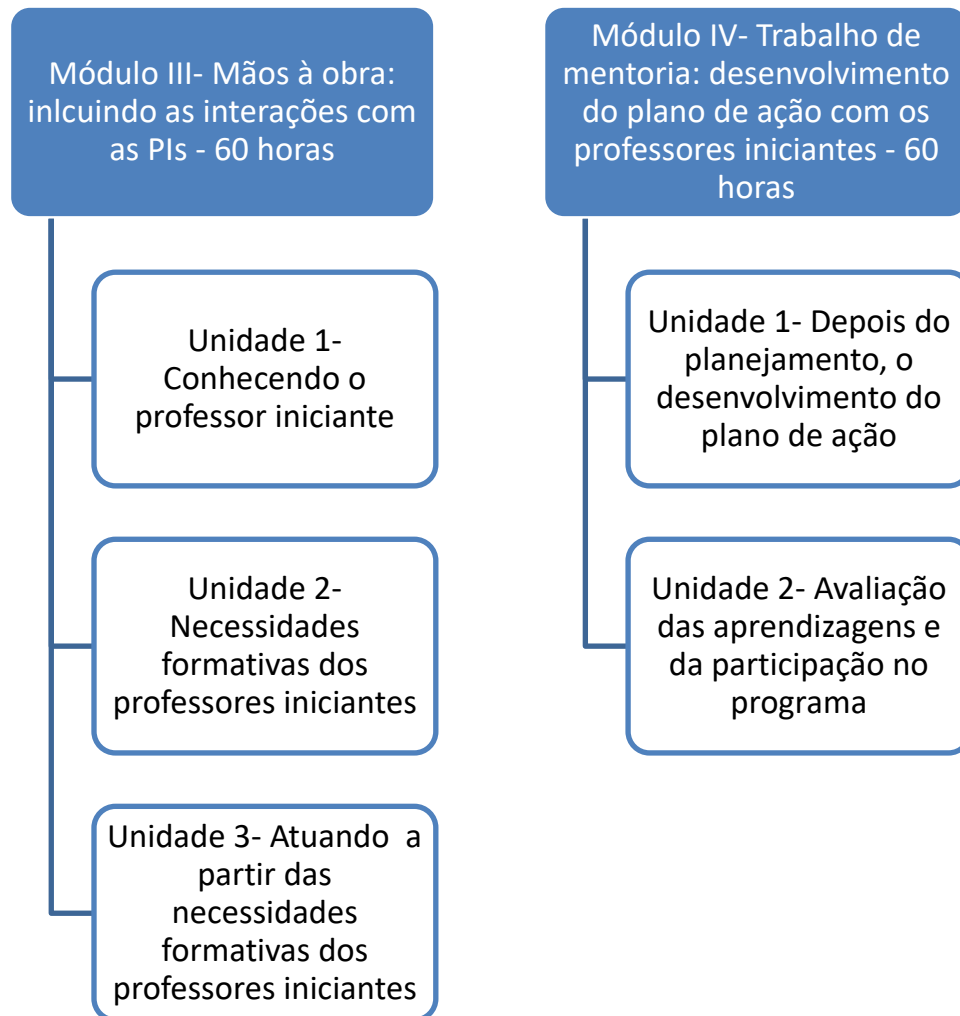 Módulo III- Mãos à obra:
inlcuindo as interações com
as PIs - 60 horas
Unidade 1-
Conhecendo o
professor iniciante
Unidade 2-
Necessidades
formativas dos
professores iniciantes
Unidade 3- Atuando  a
partir das
necessidades
formativas dos
professores iniciantes
Módulo IV- Trabalho de
mentoria: desenvolvimento
do plano de ação com os
professores iniciantes - 60
horas
Unidade 1- Depois do
planejamento, o
desenvolvimento do
plano de ação
Unidade 2- Avaliação
das aprendizagens e
da participação no
programa